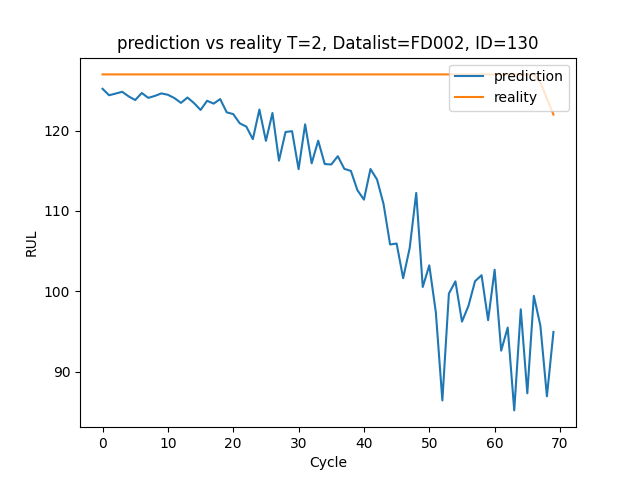 prediction vs reality T=2, Datalist=FD002, ID=130
prediction
reality
RUL
120
110
100
90
0 10 20 30 40 50 60 70
Cycle